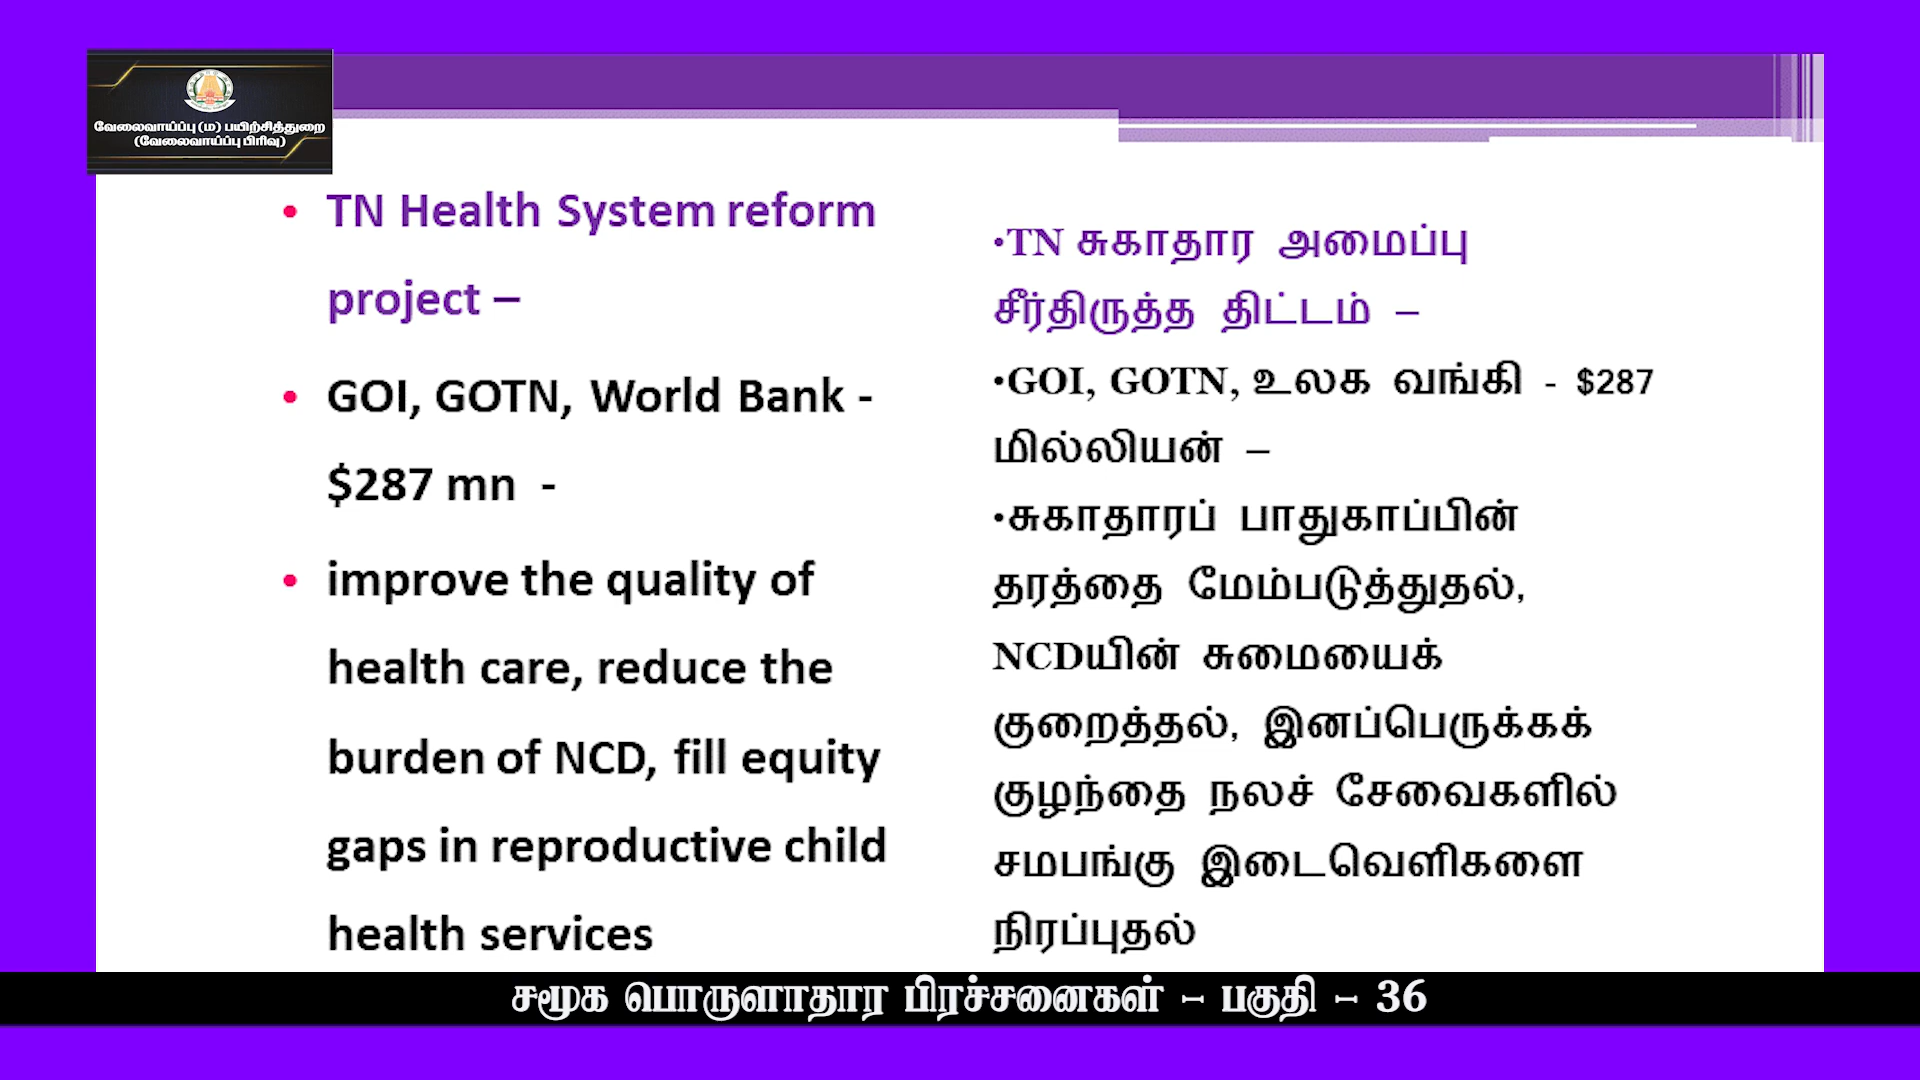 வேலைவாய்ப்பு (ம) பயிற்சித்துறை
(வேலைவாய்ப்பு பிரிவு)
• TN Health System reform
project –
• GOI, GOTN, World Bank -
$287 mn -
• improve the quality of
health care, reduce the
burden of NCD, fill equity
gaps in reproductive child
health services
•TN சுகாதார அமைப்பு
சீர்திருத்த திட்டம் –
•GOI, GOTN, உலக வங்கி - $287
மில்லியன் –
•சுகாதாரப் பாதுகாப்பின்
தரத்தை மேம்படுத்துதல்,
NCDயின் சுமையைக்
குறைத்தல், இனப்பெருக்கக்
குழந்தை நலச் சேவைகளில்
சமபங்கு இடைவெளிகளை
நிரப்புதல்
சமூக பொருளாதார பிரச்சனைகள் – பகுதி – 36